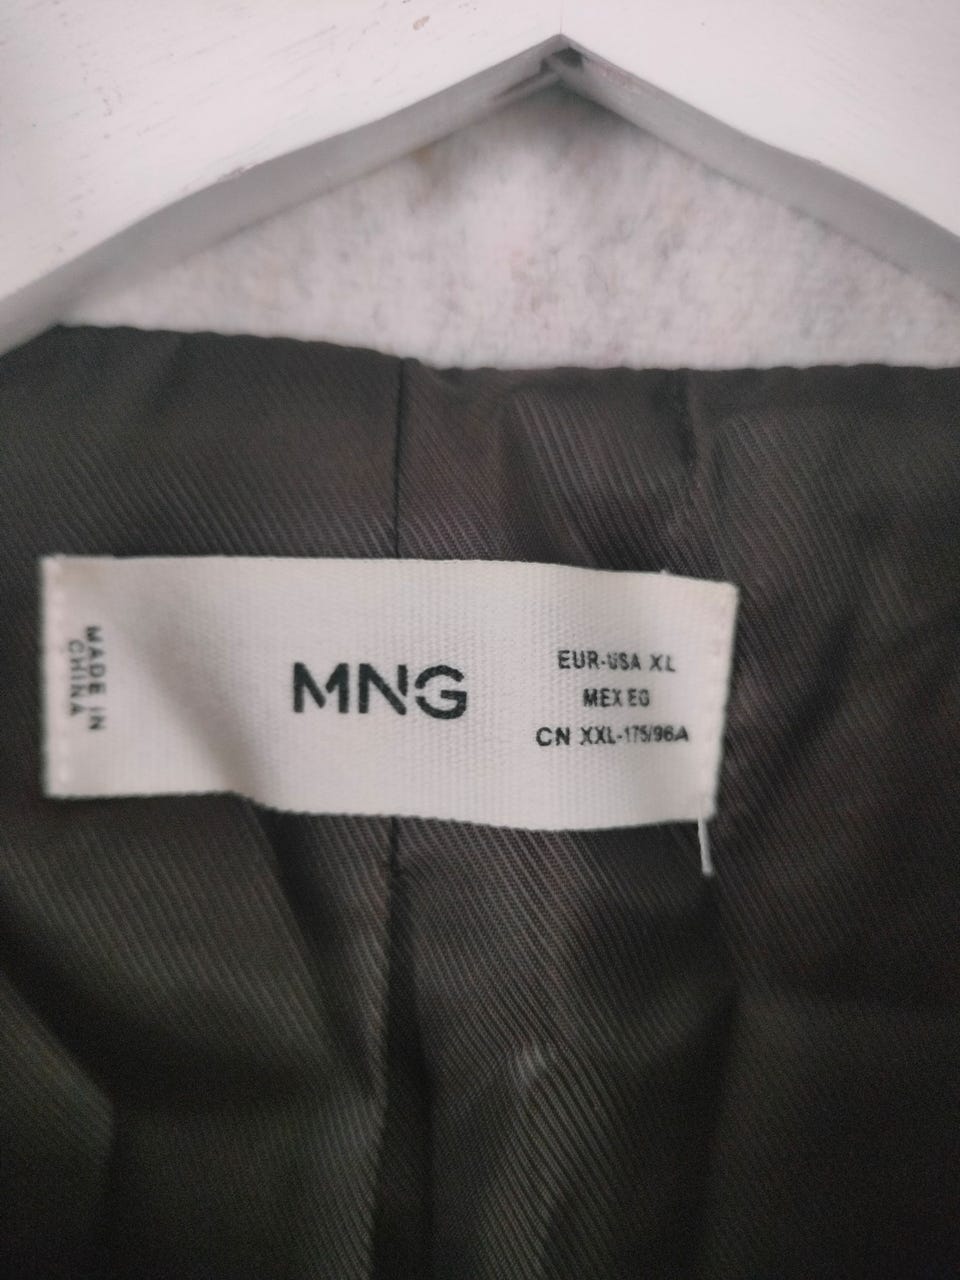 MADE IN
CHINA
MNG
EUR-USA XL
MEX EG
CN XXL-175/96A